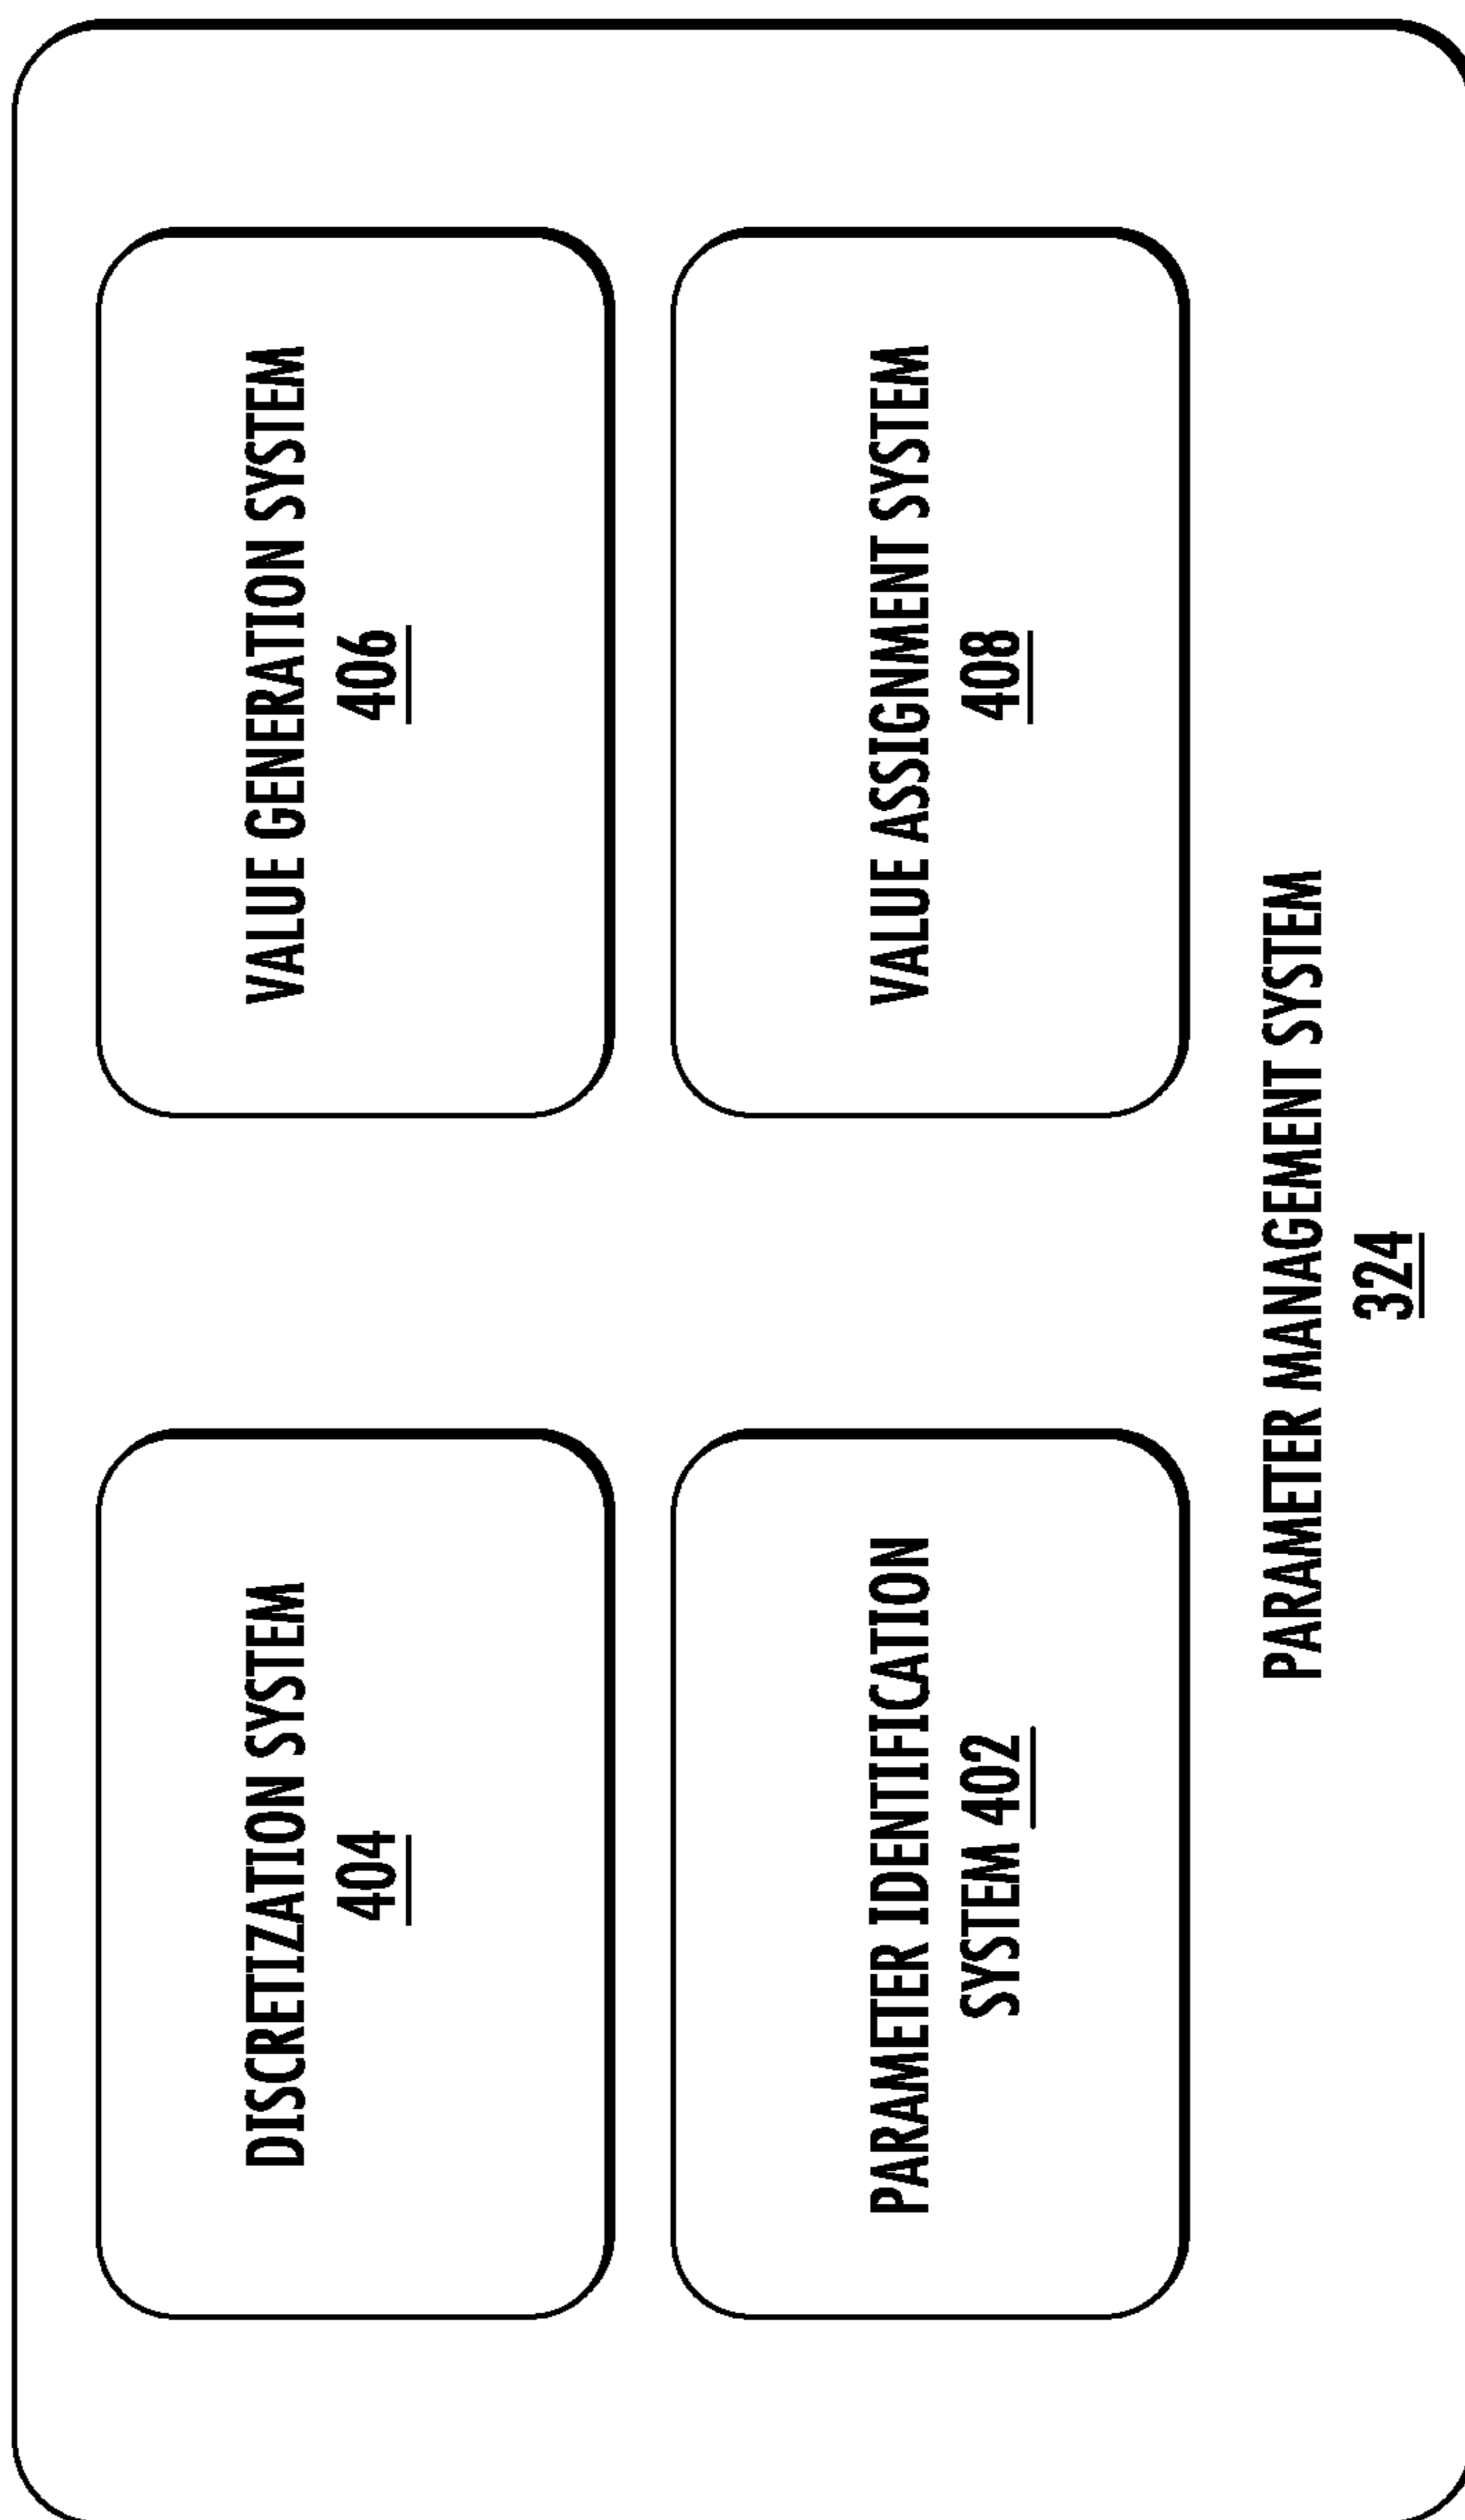 DISCRETIZATION SYSTEM
404
VALUE GENERATION SYSTEM
406
PARAMETER IDENTIFICATION
SYSTEM 402
VALUE ASSIGNMENT SYSTEM
408
PARAMETER MANAGEMENT SYSTEM
324